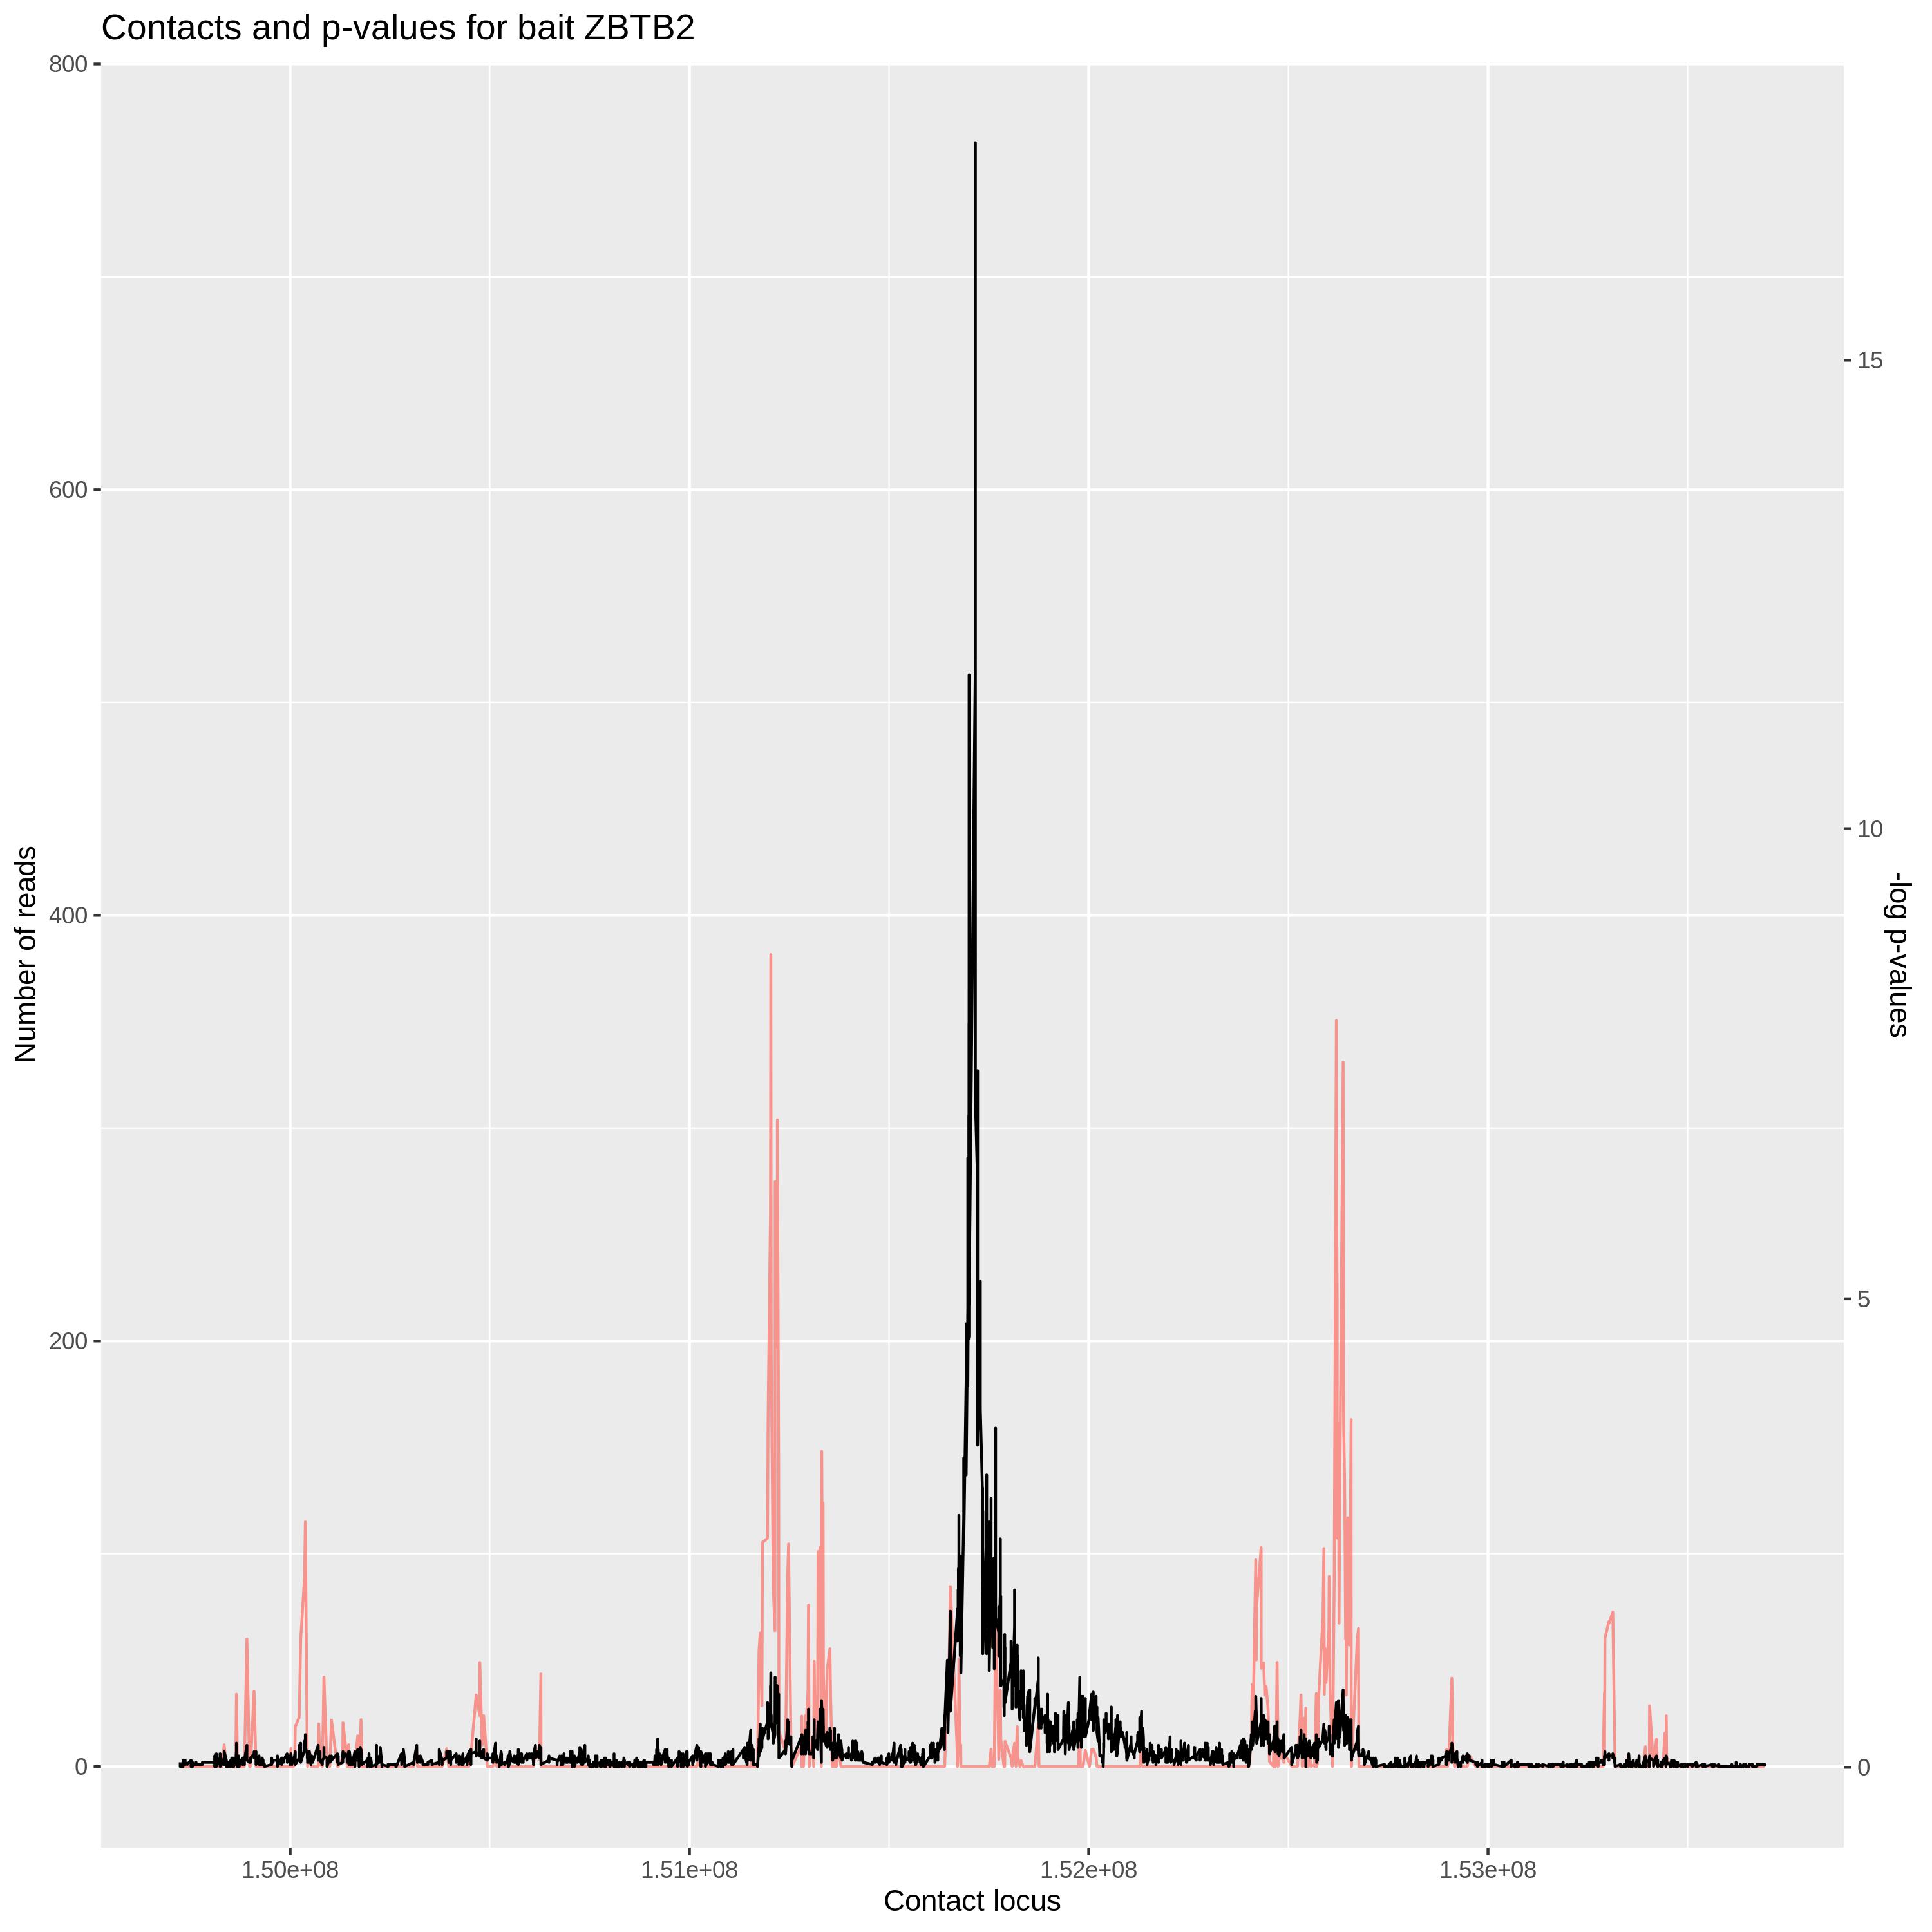 Contacts and p-values for bait ZBTB2
800
600
400
200
0
Number of reads
15
10
5
0
-log p-values
1.50e+08
1.51e+08
1.52e+08
1.53e+08
Contact locus